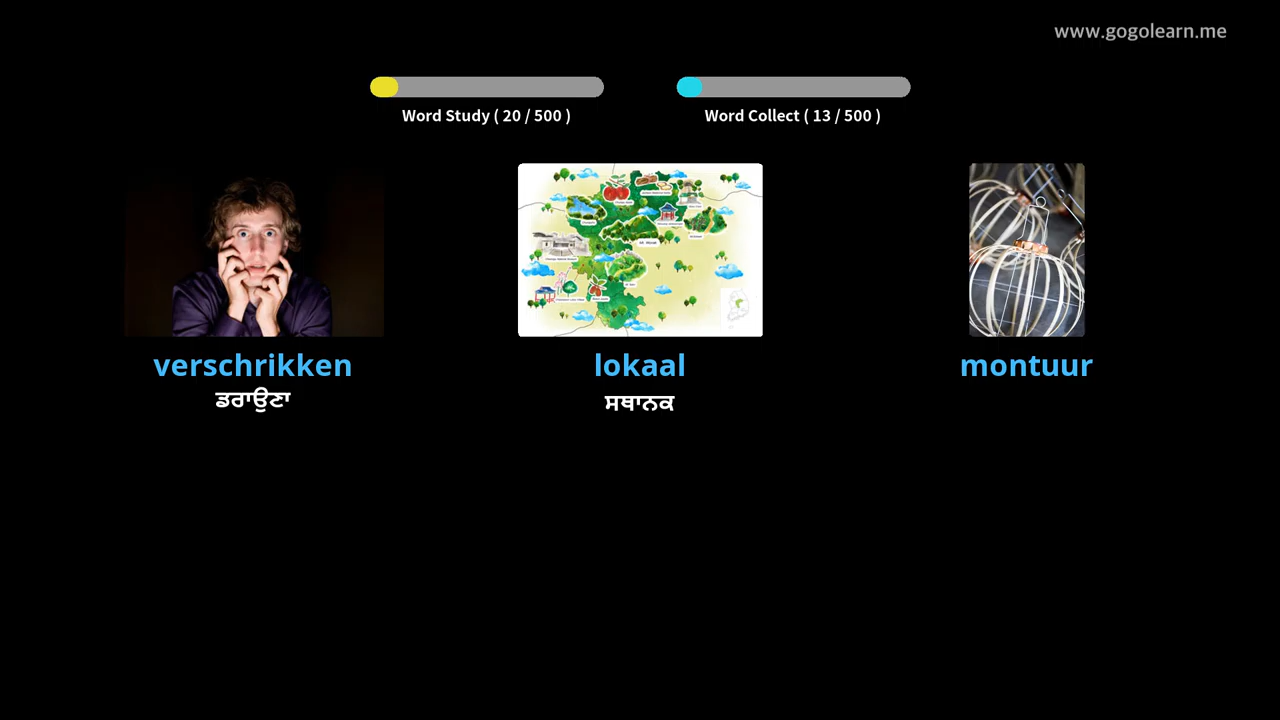 www.gogolearn.me
Word Study ( 20 / 500 )
Word Collect ( 13 / 500 )
verschrikken
lokaal
montuur
ਡਰਾਉਣਾ
ਸਥਾਨਕ